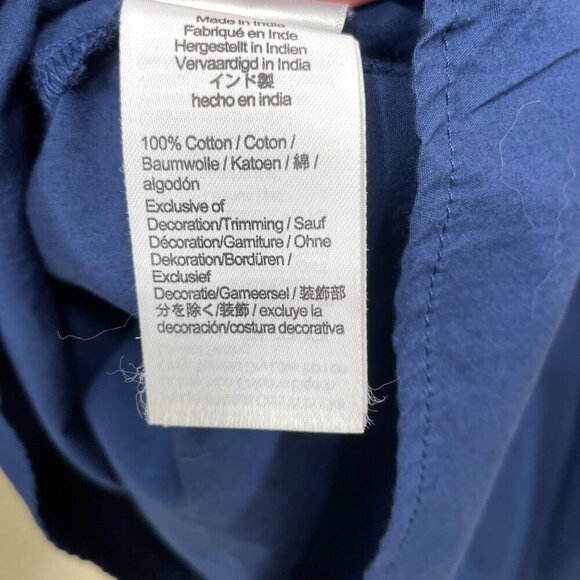 Made in India
Fabriqué en Inde
Hergestellt in Indien
Vervaardigd in India
インド製
hecho en india
100% Cotton / Coton /
Baumwolle / Katoen / 綿 /
algodón
Exclusive of
Decoration/Trimming / Sauf
Décoration/Garniture / Ohne
Dekoration/Bordüren /
Exclusief
Decoratie/Garneersel / 装飾部
分を除く/装飾 / excluye la
decoración/costura decorativa